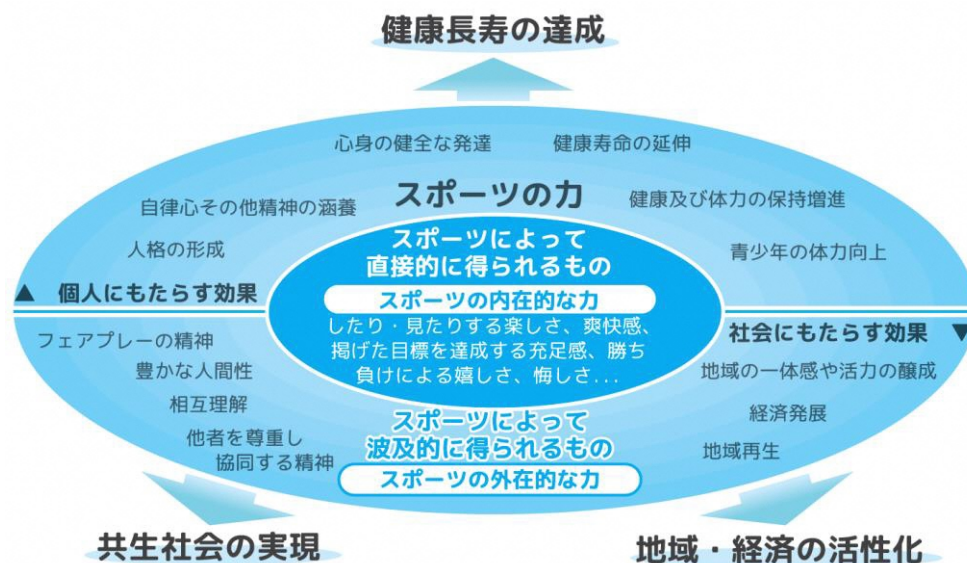 健康長寿の達成
心身の健全な発達
健康寿命の延伸
スポーツの力
自律心その他精神の涵養
健康及び体力の保持増進
人格の形成
青少年の体力向上
スポーツによって
直接的に得られるもの
スポーツの内在的な力
したり・見たりする楽しさ、爽快感、
掲げた目標を達成する充足感、勝ち
負けによる嬉しさ、悔しさ...
▲ 個人にもたらす効果
社会にもたらす効果 ▼
フェアプレーの精神
豊かな人間性
相互理解
他者を尊重し
協同する精神
地域の一体感や活力の醸成
経済発展
地域再生
スポーツによって
波及的に得られるもの
スポーツの外在的な力
共生社会の実現
地域・経済の活性化